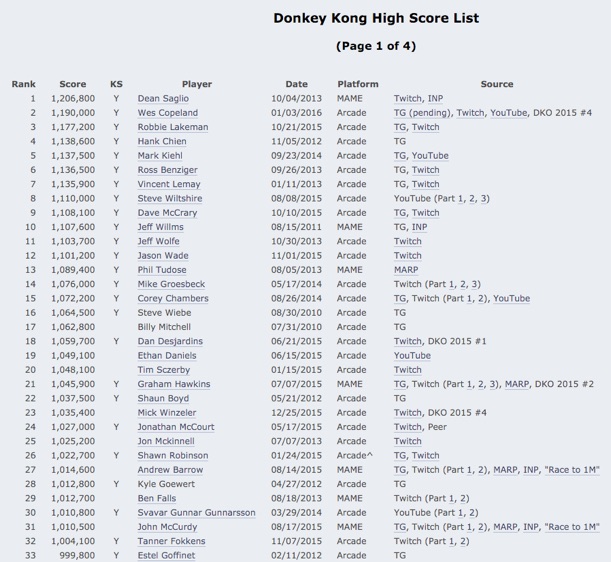 Donkey Kong High Score List
(Page 1 of 4)
Rank Score KS Player Date Platform Source
1 1,206,800 Y Dean Saglio 10/04/2013 MAME Twitch, INP
2 1,190,000 Y Wes Copeland 01/03/2016 Arcade TG (pending), Twitch, YouTube, DKO 2015 #4
3 1,177,200 Y Robbie Lakeman 10/21/2015 Arcade TG, Twitch
4 1,138,600 Y Hank Chien 11/05/2012 Arcade TG
5 1,137,500 Y Mark Kiehl 09/23/2014 Arcade TG, YouTube
6 1,136,500 Y Ross Benziger 09/26/2013 Arcade TG, Twitch
7 1,135,900 Y Vincent Lemay 01/11/2013 Arcade TG, Twitch
8 1,110,000 Y Steve Wiltshire 08/08/2015 Arcade YouTube (Part 1, 2, 3)
9 1,108,100 Y Dave McCrary 10/10/2015 Arcade TG, Twitch
10 1,107,600 Y Jeff Willms 08/15/2011 MAME TG, INP
11 1,103,700 Y Jeff Wolfe 10/30/2013 Arcade Twitch
12 1,101,200 Y Jason Wade 11/01/2015 Arcade Twitch
13 1,089,400 Y Phil Tudose 08/05/2013 MAME MARP
14 1,076,000 Y Mike Groesbeck 05/17/2014 Arcade Twitch (Part 1, 2, 3)
15 1,072,200 Y Corey Chambers 08/26/2014 Arcade TG, Twitch (Part 1, 2), YouTube
16 1,064,500 Y Steve Wiebe 08/30/2010 Arcade TG
17 1,062,800 Billy Mitchell 07/31/2010 Arcade TG
18 1,059,700 Y Dan Desjardins 06/21/2015 Arcade Twitch, DKO 2015 #1
19 1,049,100 Ethan Daniels 06/15/2015 Arcade YouTube
20 1,048,100 Tim Sczerby 01/15/2015 Arcade Twitch
21 1,045,900 Y Graham Hawkins 07/07/2015 MAME TG, Twitch (Part 1, 2, 3), MARP, DKO 2015 #2
22 1,037,500 Y Shaun Boyd 05/21/2012 Arcade TG
23 1,035,400 Mick Winzeler 12/25/2015 Arcade Twitch, DKO 2015 #4
24 1,027,000 Y Jonathan McCourt 05/17/2015 Arcade Twitch, Peer
25 1,025,200 Jon Mckinnell 07/07/2013 Arcade Twitch
26 1,022,700 Y Shawn Robinson 01/24/2015 Arcade^ TG, Twitch
27 1,014,600 Andrew Barrow 08/14/2015 MAME TG, Twitch (Part 1, 2), MARP, INP, "Race to 1M"
28 1,012,800 Y Kyle Goewert 04/27/2012 Arcade TG
29 1,012,700 Ben Falls 08/18/2013 MAME Twitch (Part 1, 2)
30 1,010,800 Y Svavar Gunnar Gunnarsson 03/29/2014 Arcade YouTube (Part 1, 2)
31 1,010,500 John McCurdy 08/17/2015 MAME TG, Twitch (Part 1, 2), MARP, INP, "Race to 1M"
32 1,004,100 Y Tanner Fokkens 11/07/2015 Arcade Twitch (Part 1, 2)
33 999,800 Y Estel Goffinet 02/11/2012 Arcade TG